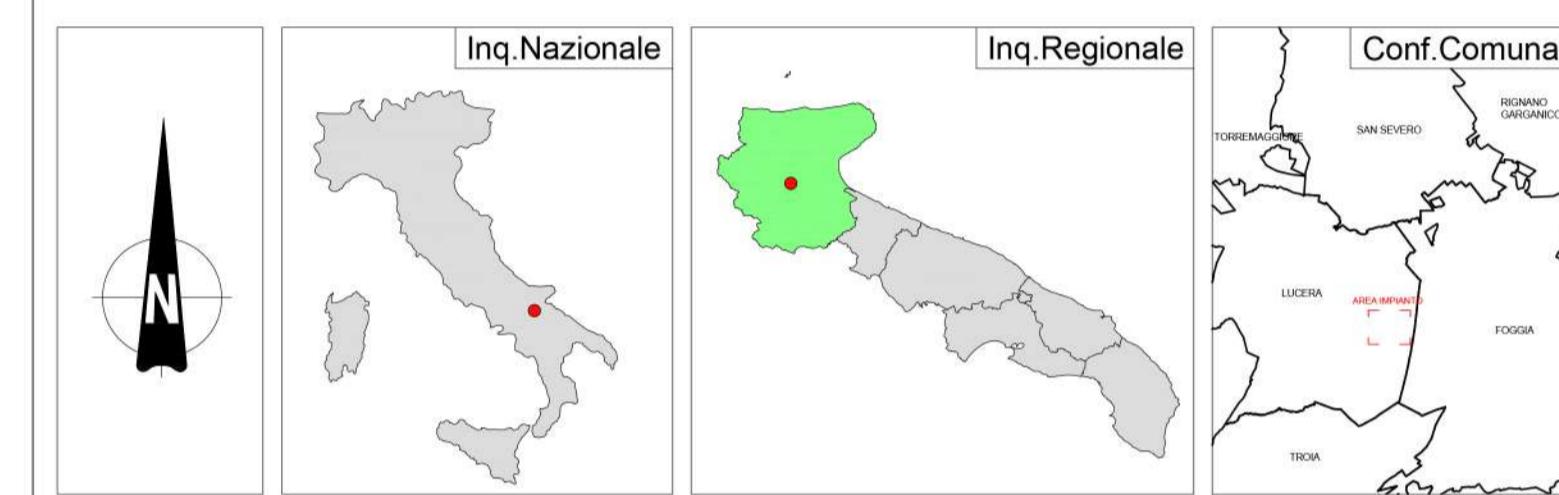 N
Inq.Nazionale
Inq.Regionale
Conf.Comuna
RIGNANO
GARGANICO
TORREMAGGIORE
SAN SEVERO
LUCERA
AREA IMPIANTO
FOGGIA
TROIA